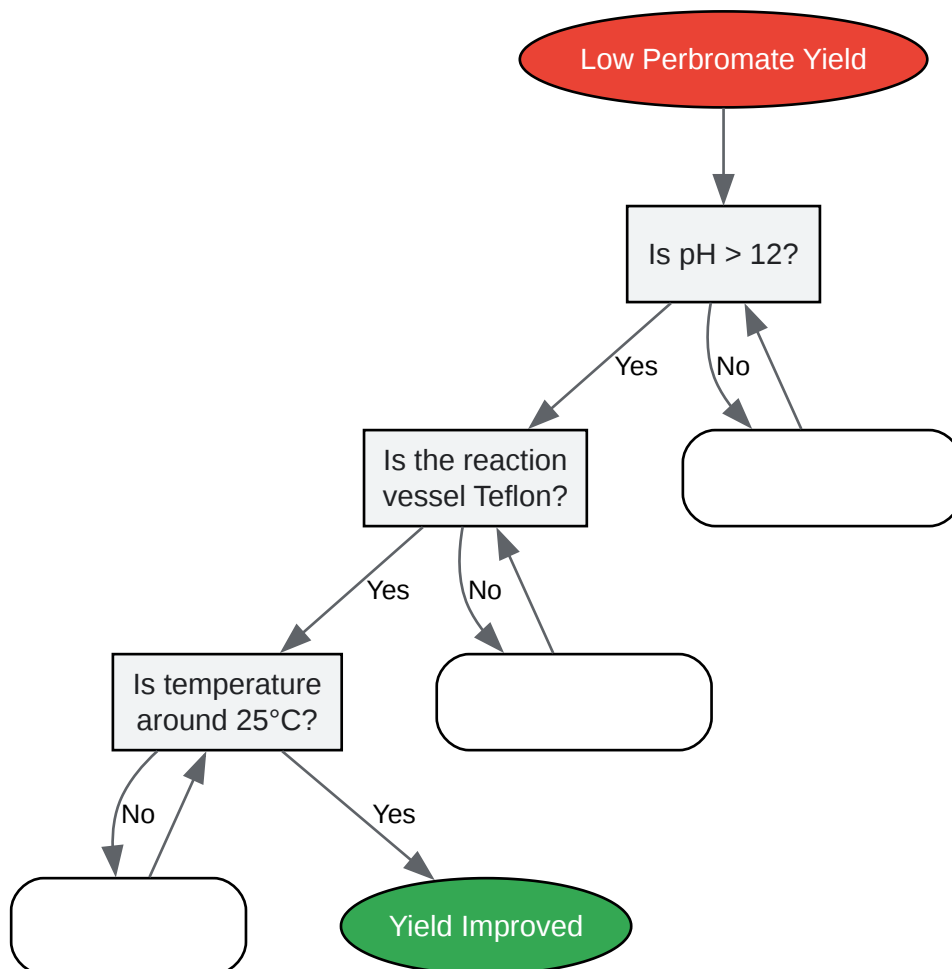 Low Perbromate Yield
Is pH > 12?
Yes
No
Is the reaction
vessel Teflon?
Yes
No
Is temperature
around 25°C?
No
Yes
Yield Improved